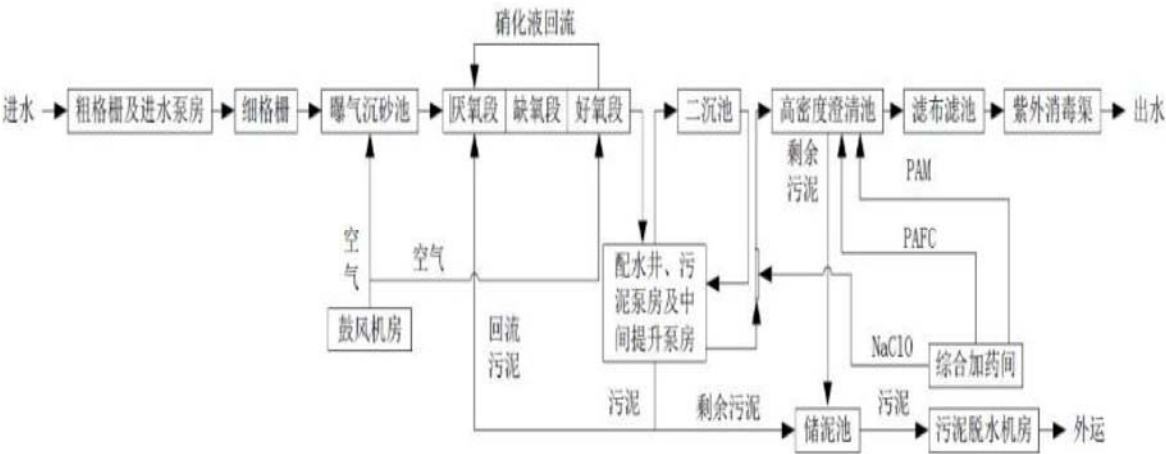 硝化液回流
进水
粗格栅及进水泵房
细格栅
曝气沉砂池
厌氧段
缺氧段
好氧段
二沉池
高密度澄清池
滤布滤池
紫外消毒渠
出水
剩余
污泥
PAM
PAFC
空
气
空气
配水井、污
泥泵房及中
间提升泵房
鼓风机房
回流
污泥
NaClO
综合加药间
污泥
剩余污泥
储泥池
污泥
污泥脱水机房
外运